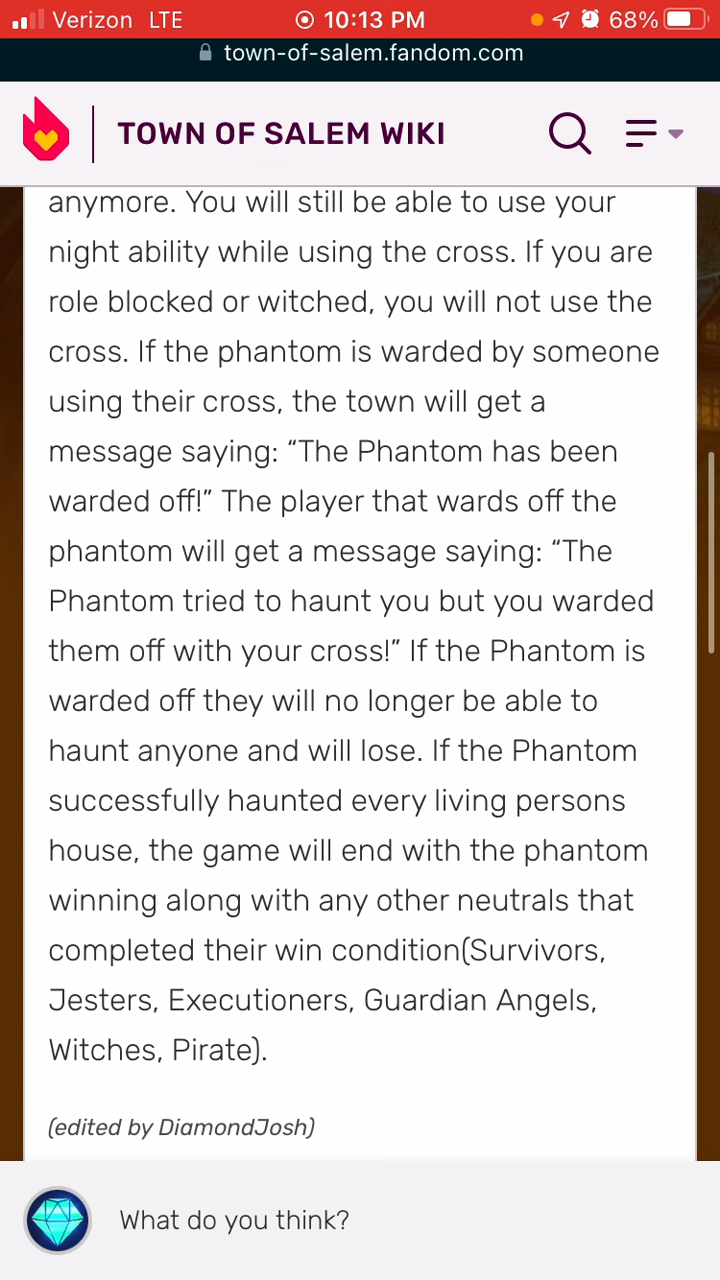 Verizon LTE 10:13 PM 68%
town-of-salem.fandom.com
TOWN OF SALEM WIKI
anymore. You will still be able to use your
night ability while using the cross. If you are
role blocked or witched, you will not use the
cross. If the phantom is warded by someone
using their cross, the town will get a
message saying: “The Phantom has been
warded off!” The player that wards off the
phantom will get a message saying: “The
Phantom tried to haunt you but you warded
them off with your cross!” If the Phantom is
warded off they will no longer be able to
haunt anyone and will lose. If the Phantom
successfully haunted every living persons
house, the game will end with the phantom
winning along with any other neutrals that
completed their win condition(Survivors,
Jesters, Executioners, Guardian Angels,
Witches, Pirate).
(edited by DiamondJosh)
What do you think?